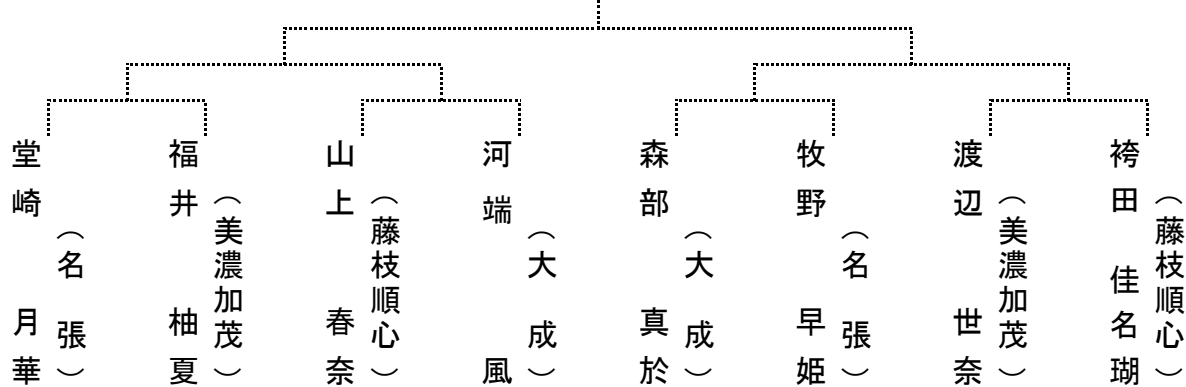 堂崎 月華
（名張）
福井 柚夏
（美濃加茂）
山上 春奈
（藤枝順心）
河端 風
（大成）
森部 真於
（大成）
牧野 早姫
（名張）
渡辺 世奈
（美濃加茂）
袴田 佳名瑚
（藤枝順心）